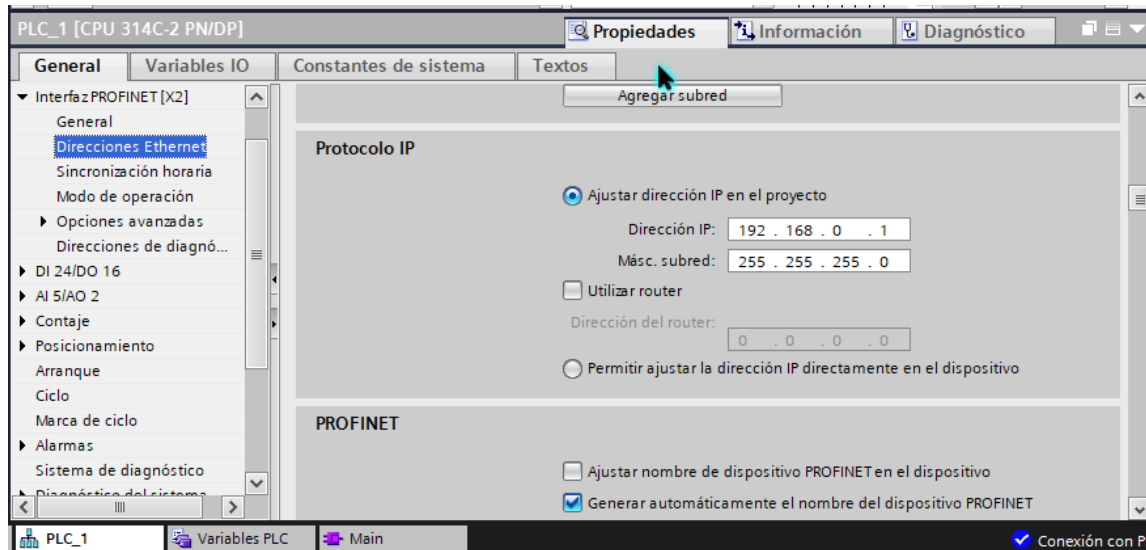 PLC_1 [CPU 314C-2 PN/DP]
Propiedades
Información
Diagnóstico
General
Variables IO
Constantes de sistema
Textos
Interfaz PROFINET [X2]
General
Direcciones Ethernet
Sincronización horaria
Modo de operación
Opciones avanzadas
Direcciones de diagnó...
DI 24/DO 16
AI 5/AO 2
Contaje
Posicionamiento
Arranque
Ciclo
Marca de ciclo
Alarmas
Sistema de diagnóstico
Diagnóstico del sistema
Agregar subred
Protocolo IP
Ajustar dirección IP en el proyecto
Dirección IP: 192 . 168 . 0 . 1
Másc. subred: 255 . 255 . 255 . 0
Utilizar router
Dirección del router: 0 . 0 . 0 . 0
Permitir ajustar la dirección IP directamente en el dispositivo
PROFINET
Ajustar nombre de dispositivo PROFINET en el dispositivo
Generar automáticamente el nombre del dispositivo PROFINET
PLC_1
Variables PLC
Main
Conexión con P